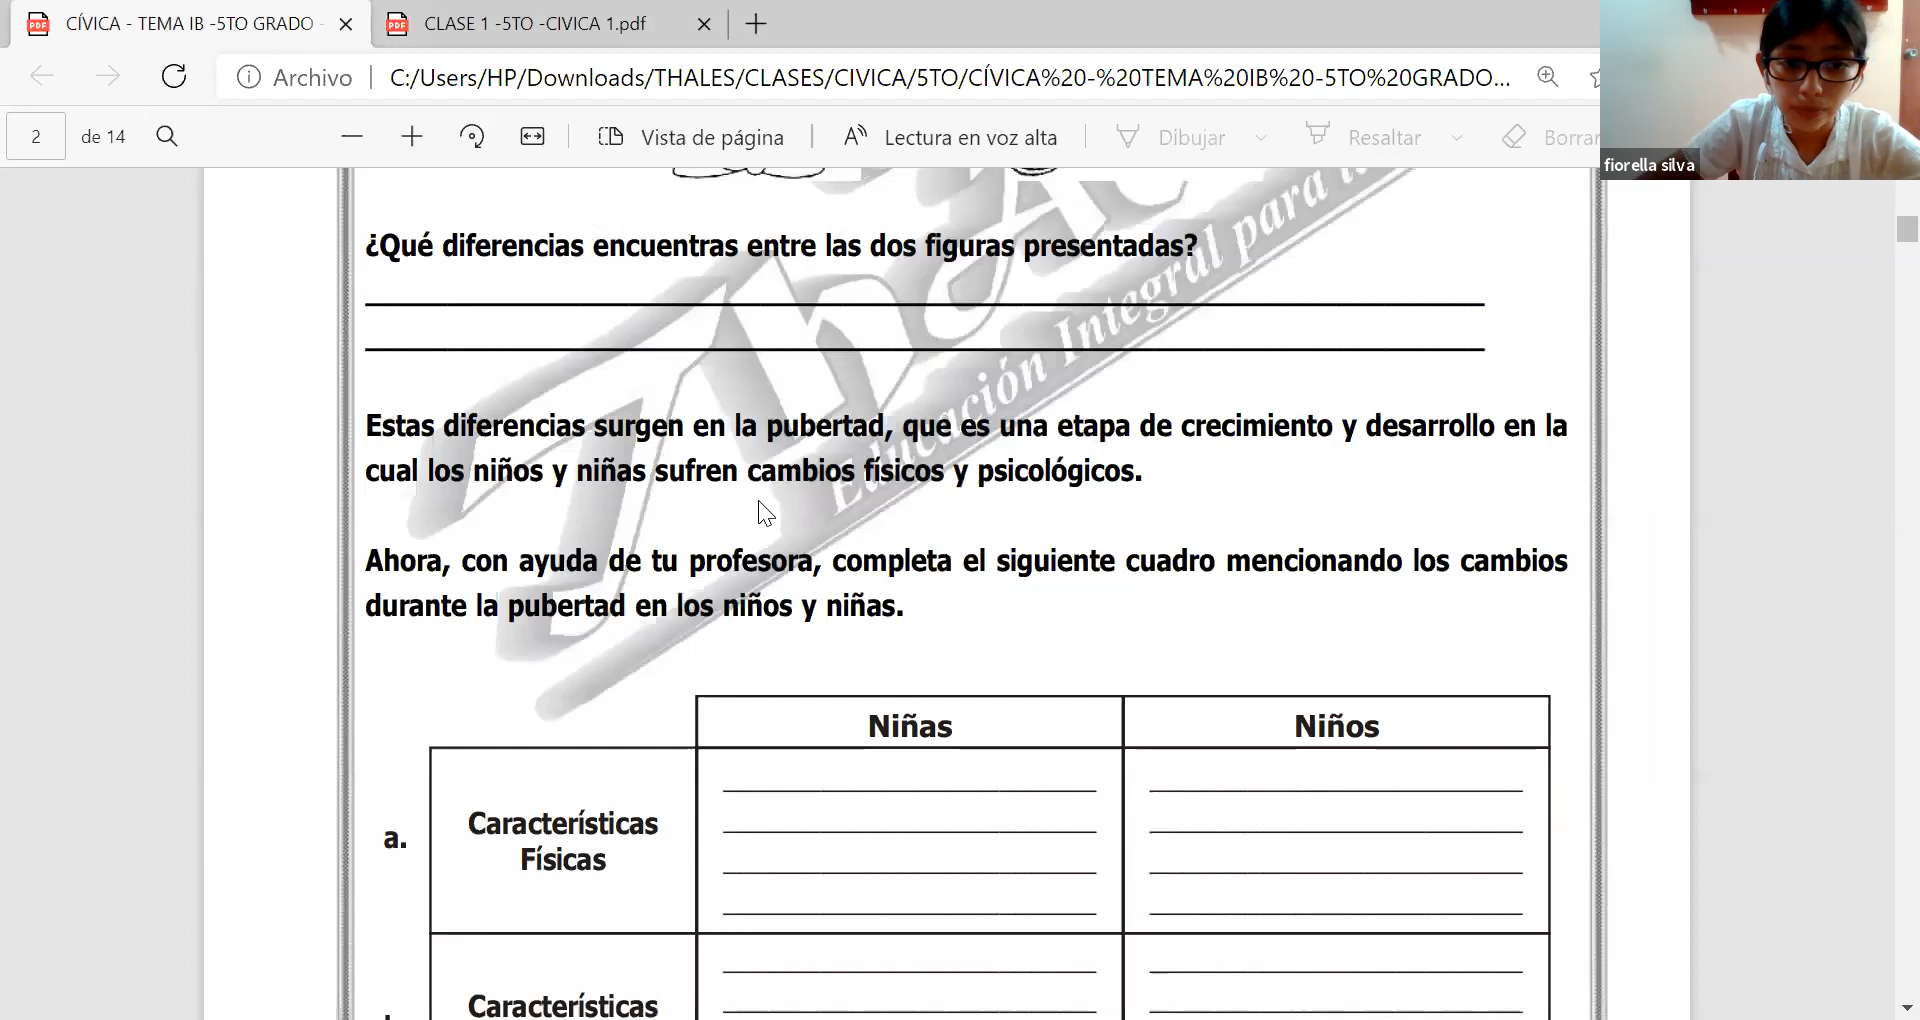 CÍVICA - TEMA IB -5TO GRADO -
CLASE 1 -5TO -CIVICA 1.pdf
Archivo
C:/Users/HP/Downloads/THALES/CLASES/CIVICA/5TO/CÍVICA%20-%20TEMA%20IB%20-5TO%20GRADO...
2 de 14
Vista de página
Lectura en voz alta
Dibujar
Resaltar
Borrar
fiorella silva
¿Qué diferencias encuentras entre las dos figuras presentadas?
Estas diferencias surgen en la pubertad, que es una etapa de crecimiento y desarrollo en la
cual los niños y niñas sufren cambios físicos y psicológicos.
Ahora, con ayuda de tu profesora, completa el siguiente cuadro mencionando los cambios
durante la pubertad en los niños y niñas.
Niñas
Niños
a.
Características
Físicas
Características
Educación Integral para